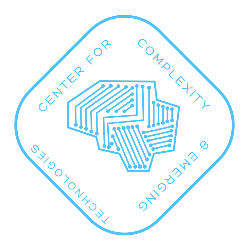 CENTER FOR
COMPLEXITY
& EMERGING
TECHNOLOGIES